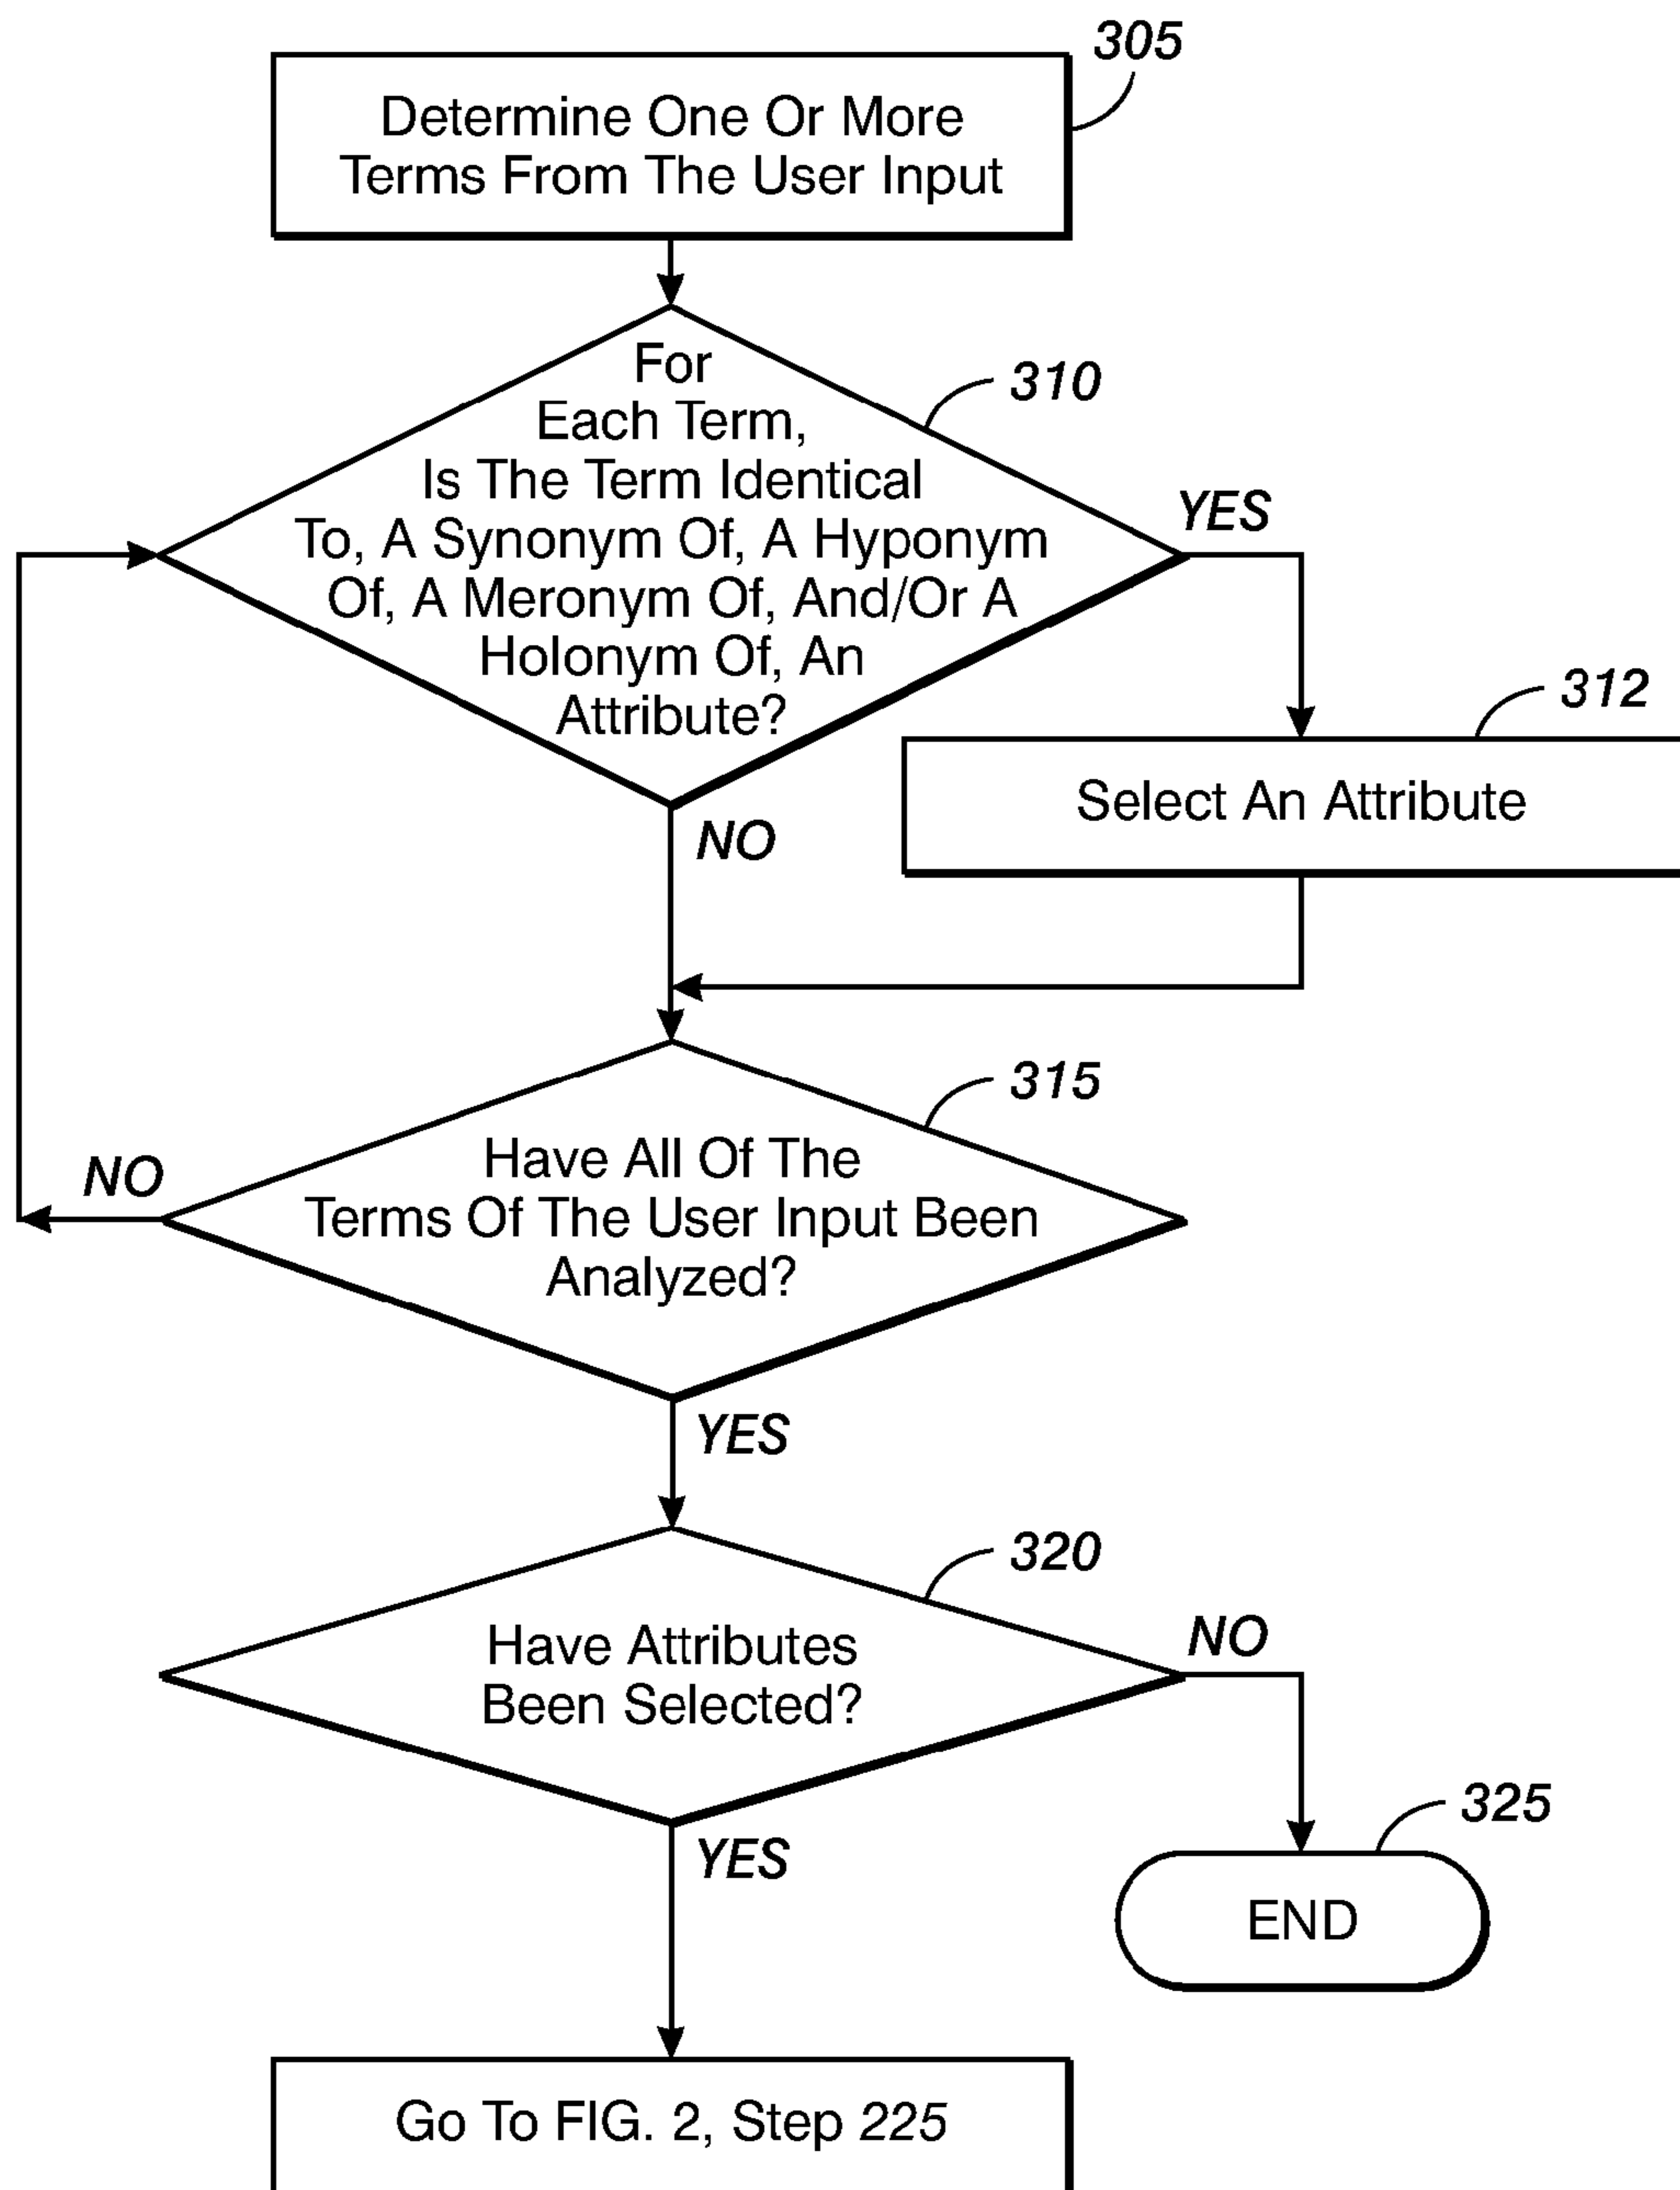 305
Determine One Or More
Terms From The User Input
For
Each Term,
Is The Term Identical
To, A Synonym Of, A Hyponym
Of, A Meronym Of, And/Or A
Holonym Of, An
Attribute?
310
YES
312
Select An Attribute
NO
315
Have All Of The
Terms Of The User Input Been
Analyzed?
NO
YES
320
Have Attributes
Been Selected?
NO
325
YES
END
Go To FIG. 2, Step 225